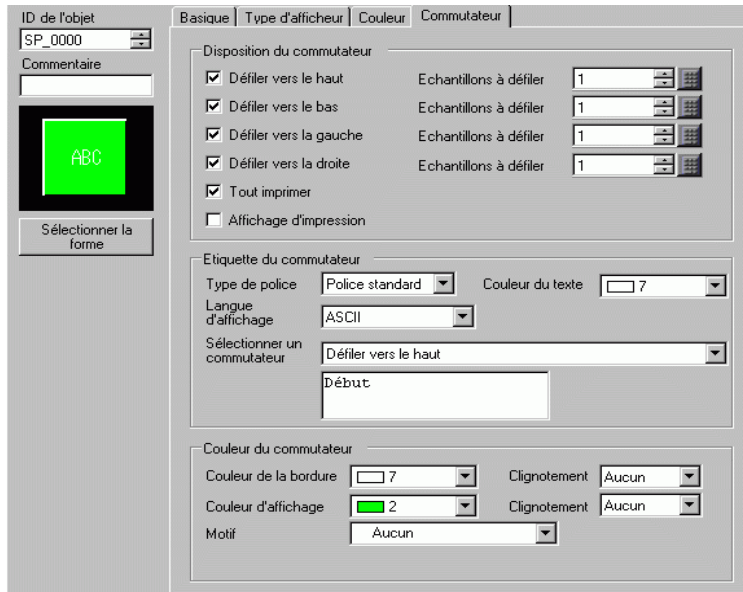 ID de l'objet
SP_0000
Commentaire
ABC
Sélectionner la
forme
Basique
Type d'afficheur
Couleur
Commutateur
Disposition du commutateur
Défiler vers le haut Echantillons à défiler 1
Défiler vers le bas Echantillons à défiler 1
Défiler vers la gauche Echantillons à défiler 1
Défiler vers la droite Echantillons à défiler 1
Tout imprimer
Affichage d'impression
Etiquette du commutateur
Type de police Police standard Couleur du texte 7
Langue
d'affichage ASCII
Sélectionner un
commutateur Défiler vers le haut
Début
Couleur du commutateur
Couleur de la bordure 7 Clignotement Aucun
Couleur d'affichage 2 Clignotement Aucun
Motif Aucun